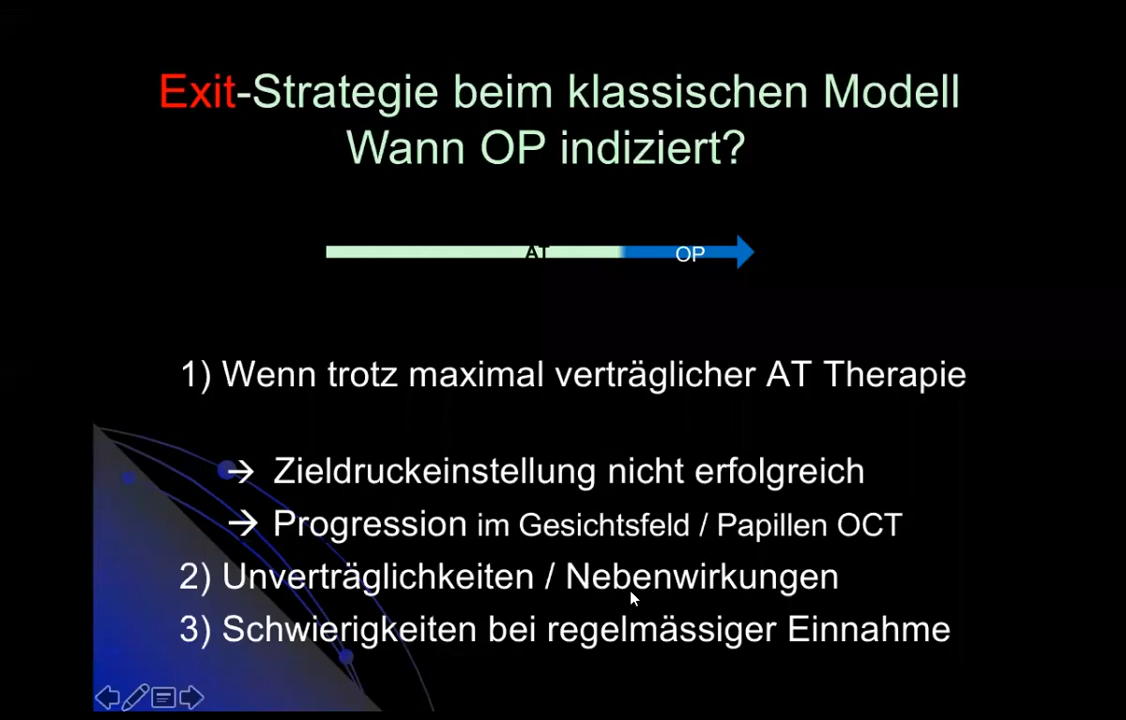 Exit-Strategie beim klassischen Modell
Wann OP indiziert?
AT
OP
1) Wenn trotz maximal verträglicher AT Therapie
→ Zieldruckeinstellung nicht erfolgreich
→ Progression im Gesichtsfeld / Papillen OCT
2) Unverträglichkeiten / Nebenwirkungen
3) Schwierigkeiten bei regelmässiger Einnahme